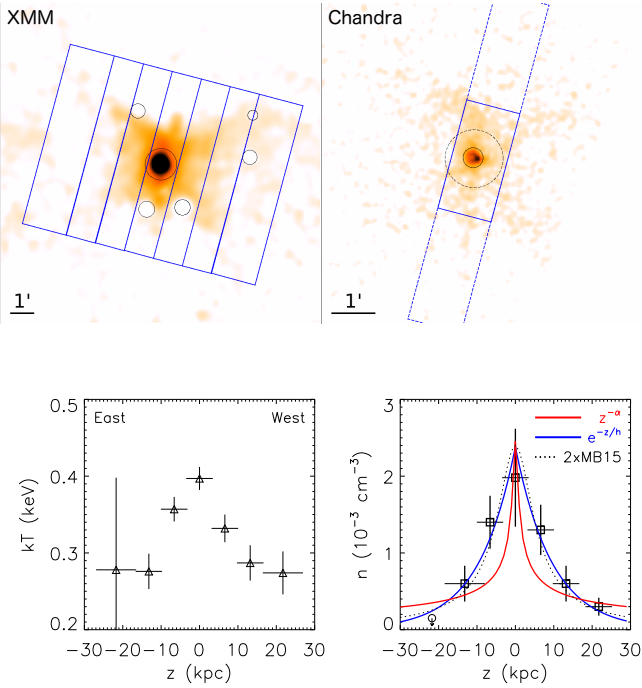 XMM
Chandra
1'
1'
0.5
0.4
0.3
0.2
East
West
kT (keV)
−30 −20 −10 0 10 20 30
z (kpc)
3
2
1
0
z^−α
e^−z/h
2xMB15
n (10^−3 cm^−3)
−30 −20 −10 0 10 20 30
z (kpc)